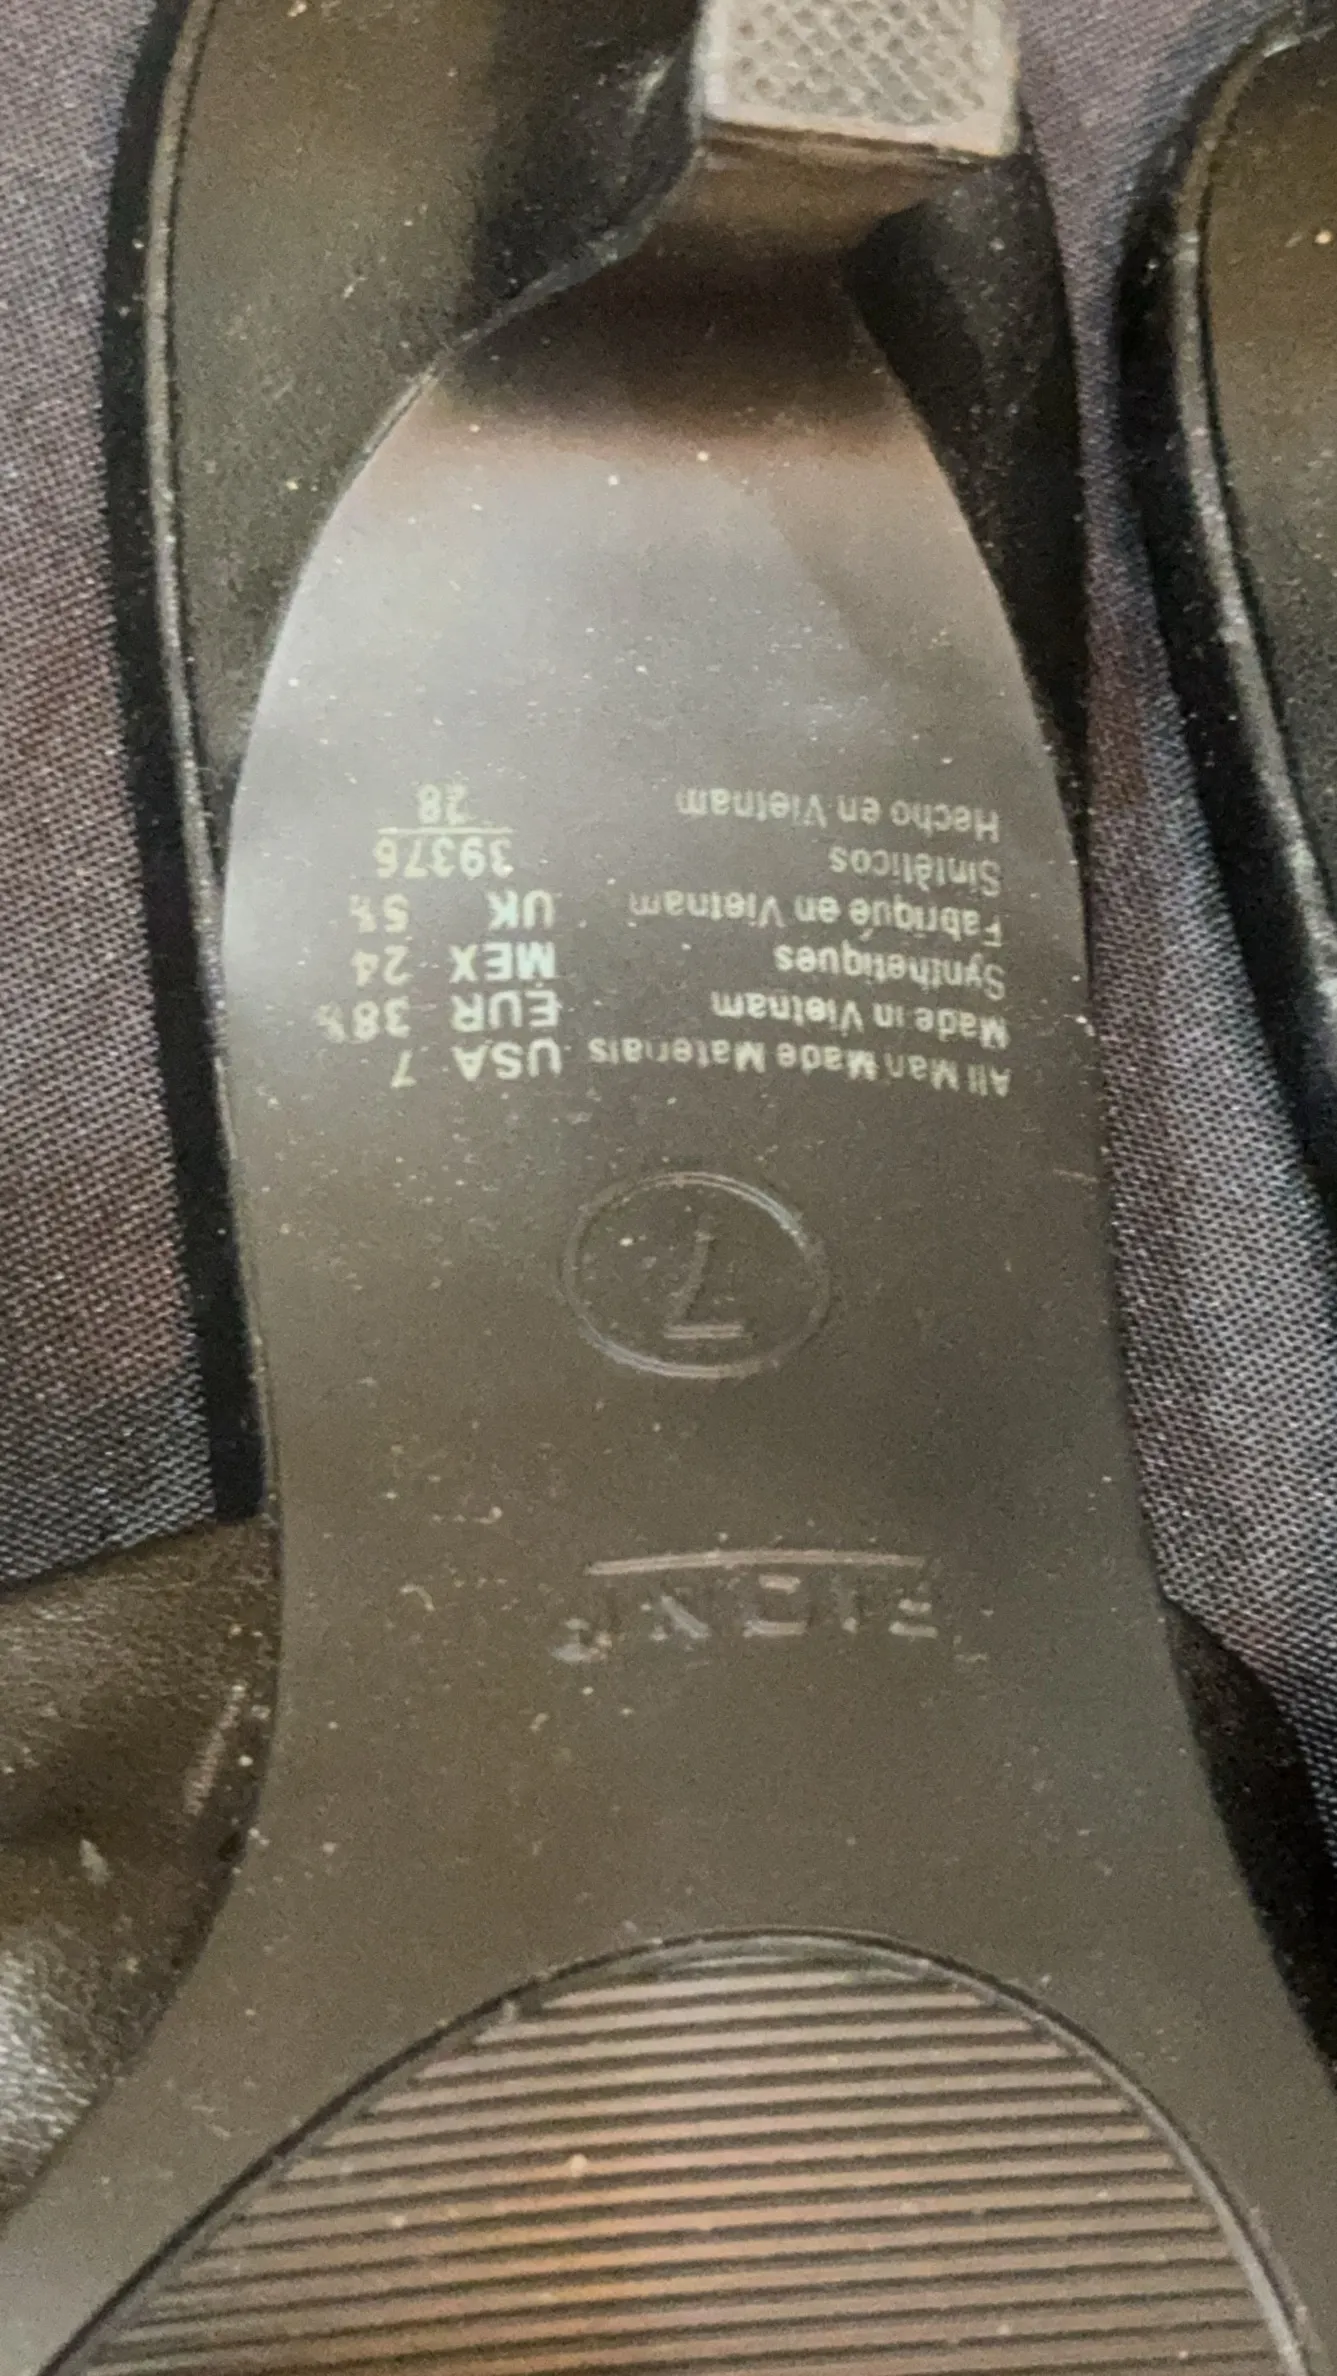 All Man Made Materials USA 7
Made in Vietnam EUR 38½
Synthetiques MEX 24
Fabriqué en Vietnam UK 5½
Sintéticos 39376
Hecho en Vietnam 28
7